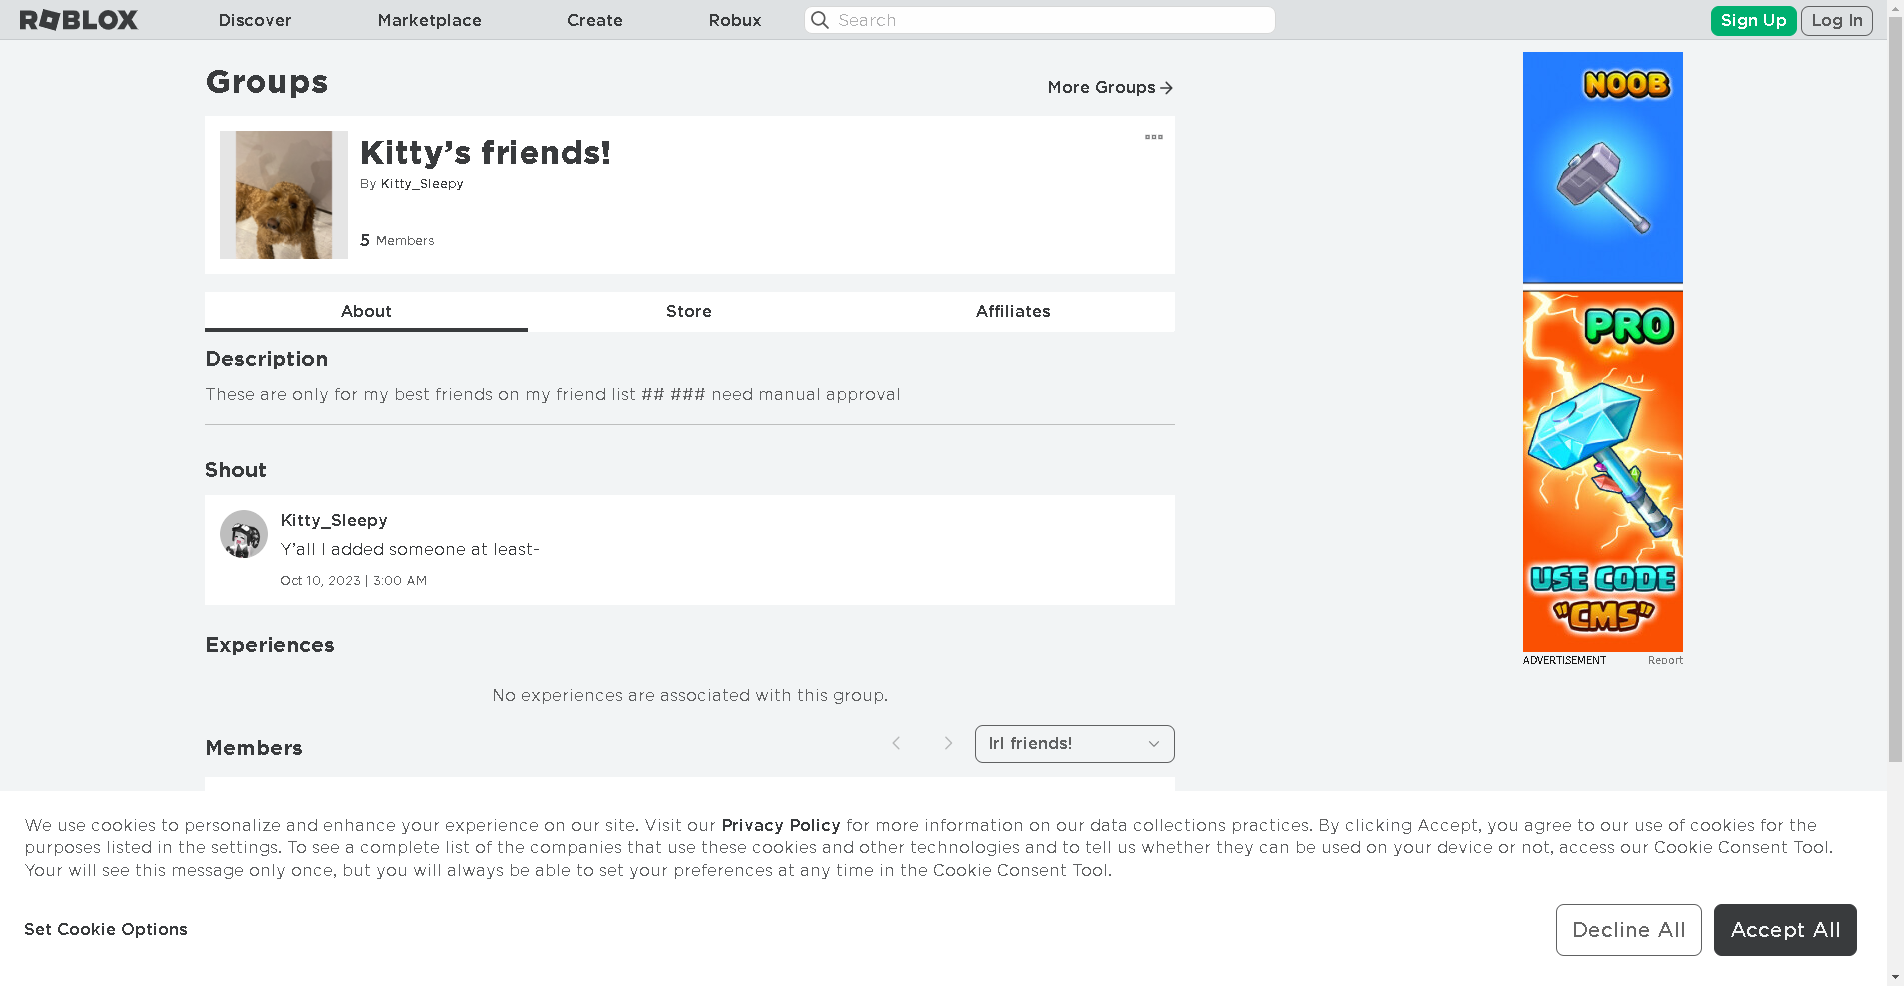 ROBLOX Discover Marketplace Create Robux Search Sign Up Log In
Groups
More Groups
Kitty’s friends!
By Kitty_Sleepy
5 Members
About Store Affiliates
Description
These are only for my best friends on my friend list ## ### need manual approval
Shout
Kitty_Sleepy
Y’all I added someone at least-
Oct 10, 2023 | 3:00 AM
Experiences
No experiences are associated with this group.
Members
Irl friends!
NOOB
PRO
USE CODE
"CMS"
ADVERTISEMENT Report
We use cookies to personalize and enhance your experience on our site. Visit our Privacy Policy for more information on our data collections practices. By clicking Accept, you agree to our use of cookies for the
purposes listed in the settings. To see a complete list of the companies that use these cookies and other technologies and to tell us whether they can be used on your device or not, access our Cookie Consent Tool.
Your will see this message only once, but you will always be able to set your preferences at any time in the Cookie Consent Tool.
Set Cookie Options
Decline All
Accept All